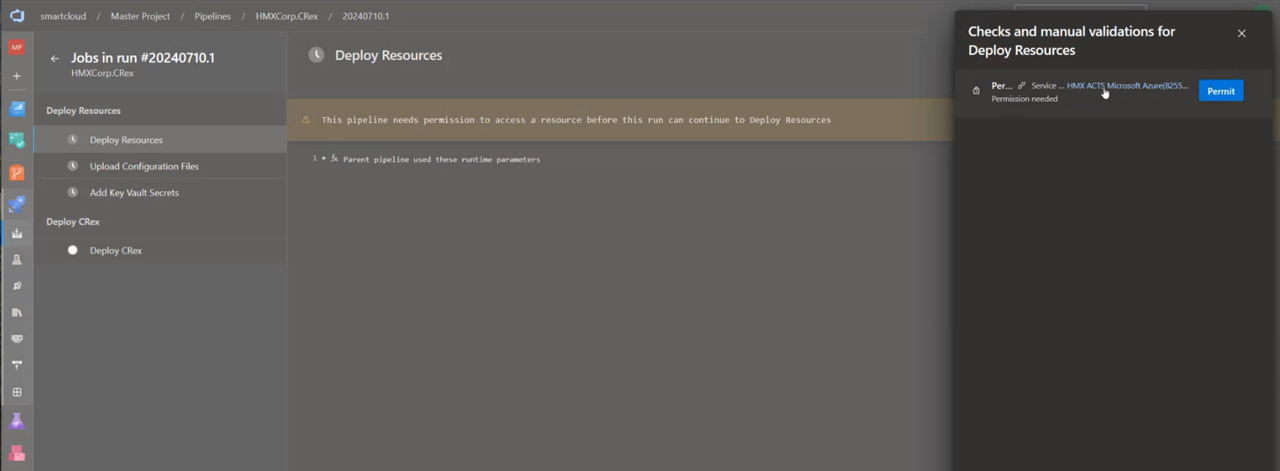 smartcloud / Master Project / Pipelines / HMXCorp.CRex / 20240710.1
MP
Jobs in run #20240710.1
HMXCorp.CRex
Deploy Resources
Deploy Resources
Upload Configuration Files
Add Key Vault Secrets
Deploy CRex
Deploy CRex
Deploy Resources
This pipeline needs permission to access a resource before this run can continue to Deploy Resources
1 fx Parent pipeline used these runtime parameters
Checks and manual validations for
Deploy Resources
Per... Service ... HMX ACTS Microsoft Azure(8255...
Permission needed
Permit